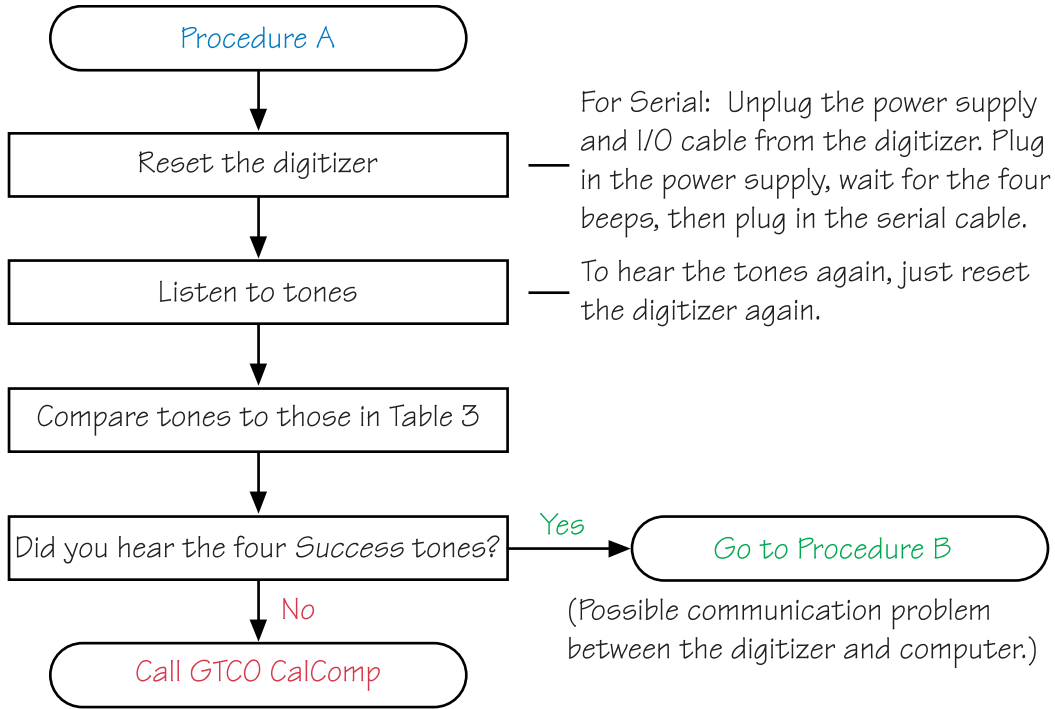 Procedure A
Reset the digitizer
For Serial:  Unplug the power supply
and I/O cable from the digitizer. Plug
in the power supply, wait for the four
beeps, then plug in the serial cable.
Listen to tones
To hear the tones again, just reset
the digitizer again.
Compare tones to those in Table 3
Did you hear the four Success tones?
Yes
Go to Procedure B
(Possible communication problem
between the digitizer and computer.)
No
Call GTCO CalComp